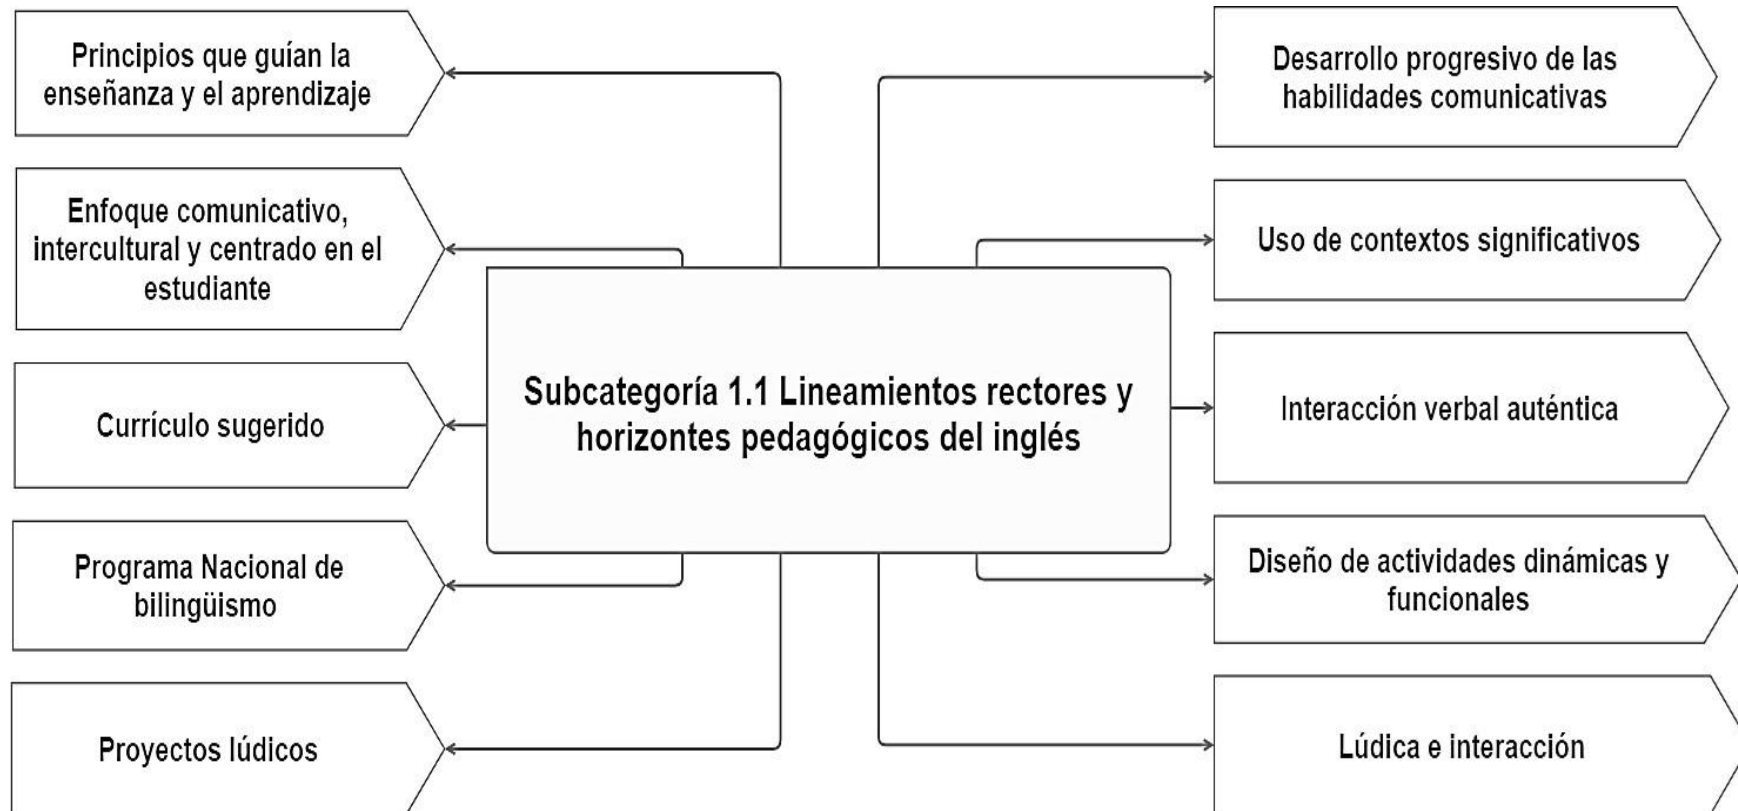 Principios que guían la
enseñanza y el aprendizaje
Enfoque comunicativo,
intercultural y centrado en el
estudiante
Currículo sugerido
Programa Nacional de
bilingüismo
Proyectos lúdicos
Subcategoría 1.1 Lineamientos rectores y
horizontes pedagógicos del inglés
Desarrollo progresivo de las
habilidades comunicativas
Uso de contextos significativos
Interacción verbal auténtica
Diseño de actividades dinámicas y
funcionales
Lúdica e interacción